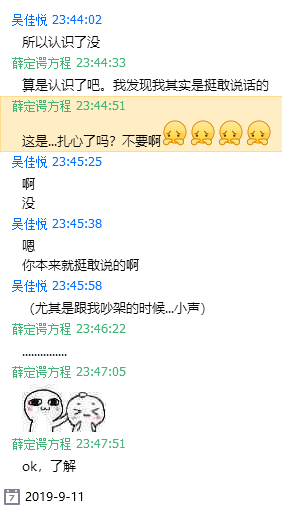 吴佳悦 23:44:02
所以认识了没
薛定谔方程 23:44:33
算是认识了吧。我发现我其实是挺敢说话的
薛定谔方程 23:44:51
这是...扎心了吗？不要啊
吴佳悦 23:45:25
啊
没
吴佳悦 23:45:38
嗯
你本来就挺敢说的啊
吴佳悦 23:45:58
（尤其是跟我吵架的时候...小声）
薛定谔方程 23:46:22
...............
薛定谔方程 23:47:05
薛定谔方程 23:47:51
ok，了解
7 2019-9-11